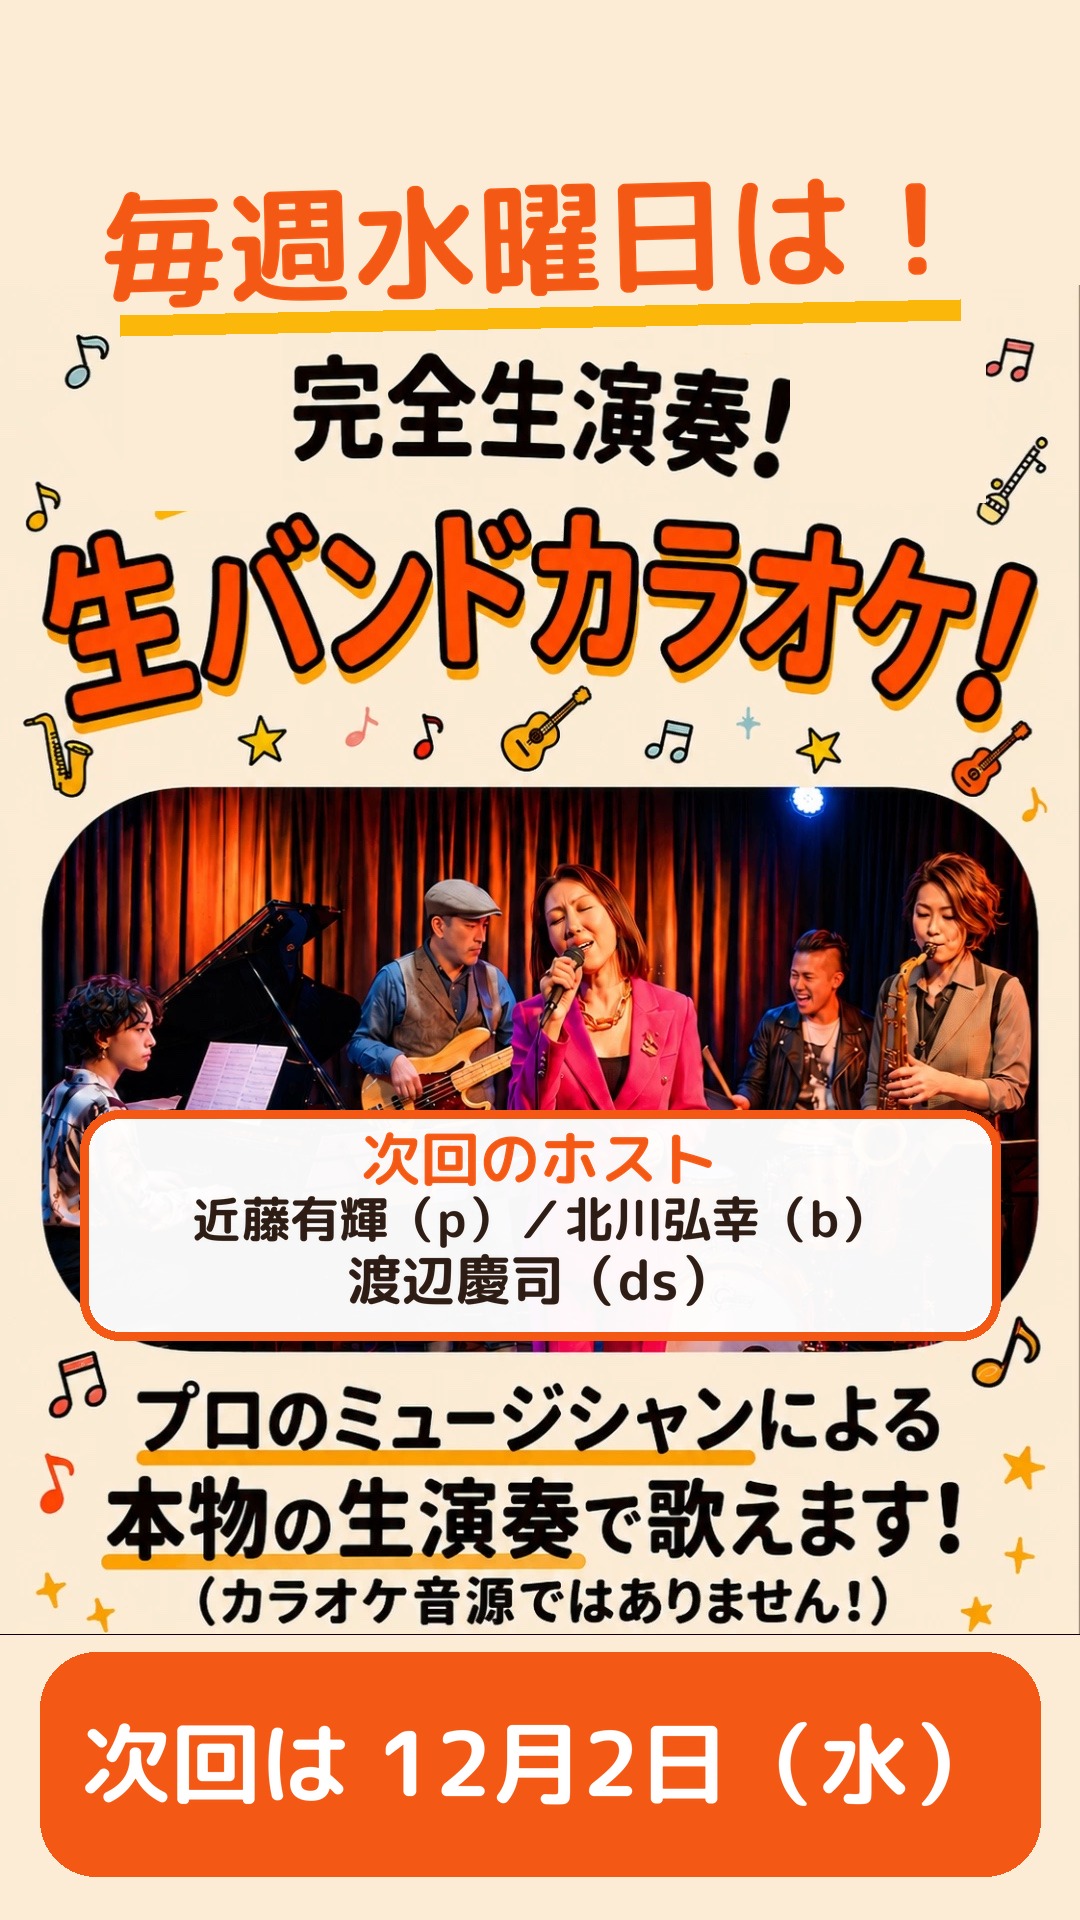 毎週水曜日は！
完全生演奏!
生バンドカラオケ!
次回のホスト
近藤有輝（p）／北川弘幸（b）
渡辺慶司（ds）
プロのミュージシャンによる
本物の生演奏で歌えます!
（カラオケ音源ではありません!）
次回は 12月2日（水）